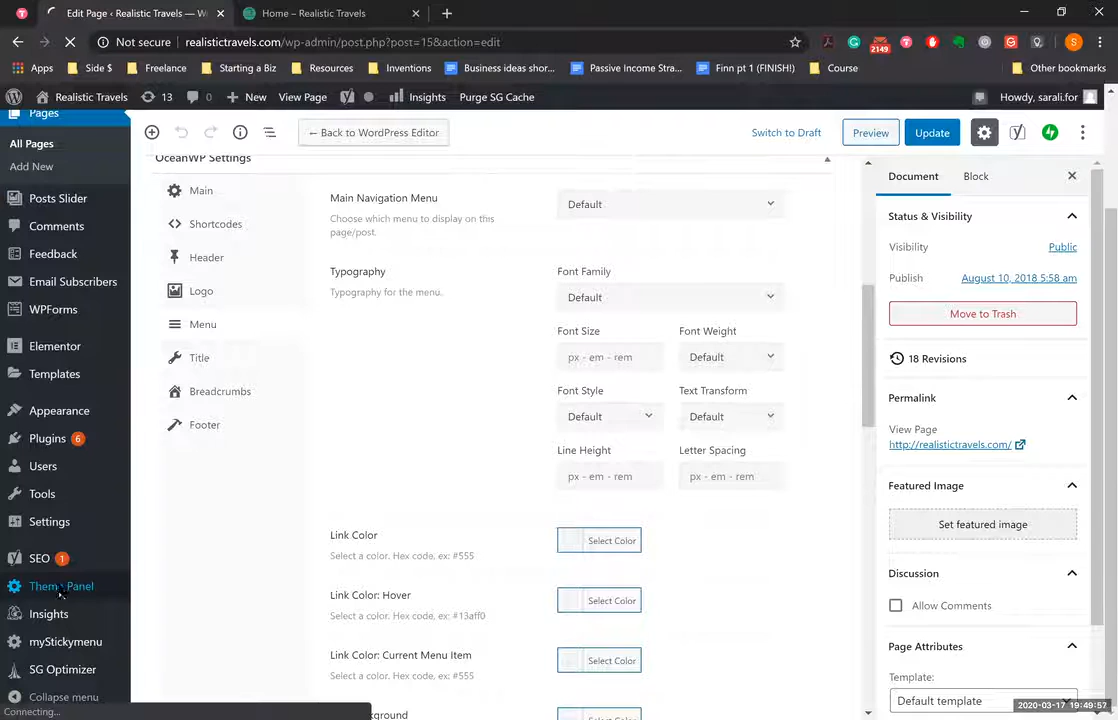 Edit Page ‹ Realistic Travels — W
Home – Realistic Travels
Not secure
realistictravels.com/wp-admin/post.php?post=15&action=edit
2149
S
Apps
Side $
Freelance
Starting a Biz
Resources
Inventions
Business ideas shor...
Passive Income Stra...
Finn pt 1 (FINISH!)
Course
Other bookmarks
Realistic Travels
13
0
New
View Page
Insights
Purge SG Cache
Howdy, sarali.for
Pages
All Pages
Add New
Posts Slider
Comments
Feedback
Email Subscribers
WPForms
Elementor
Templates
Appearance
Plugins 6
Users
Tools
Settings
SEO 1
Theme Panel
Insights
myStickymenu
SG Optimizer
Collapse menu
Connecting...
← Back to WordPress Editor
Switch to Draft
Preview
Update
OceanWP Settings
Main
Shortcodes
Header
Logo
Menu
Title
Breadcrumbs
Footer
Main Navigation Menu
Choose which menu to display on this
page/post.
Default
Typography
Typography for the menu.
Font Family
Default
Font Size
Font Weight
px - em - rem
Default
Font Style
Text Transform
Default
Default
Line Height
Letter Spacing
px - em - rem
px - em - rem
Link Color
Select a color. Hex code, ex: #555
Select Color
Link Color: Hover
Select a color. Hex code, ex: #13aff0
Select Color
Link Color: Current Menu Item
Select a color. Hex code, ex: #555
Select Color
Document
Block
Status & Visibility
Visibility
Public
Publish
August 10, 2018 5:58 am
Move to Trash
18 Revisions
Permalink
View Page
http://realistictravels.com/
Featured Image
Set featured image
Discussion
Allow Comments
Page Attributes
Template:
Default template
2020-03-17 19:49:57